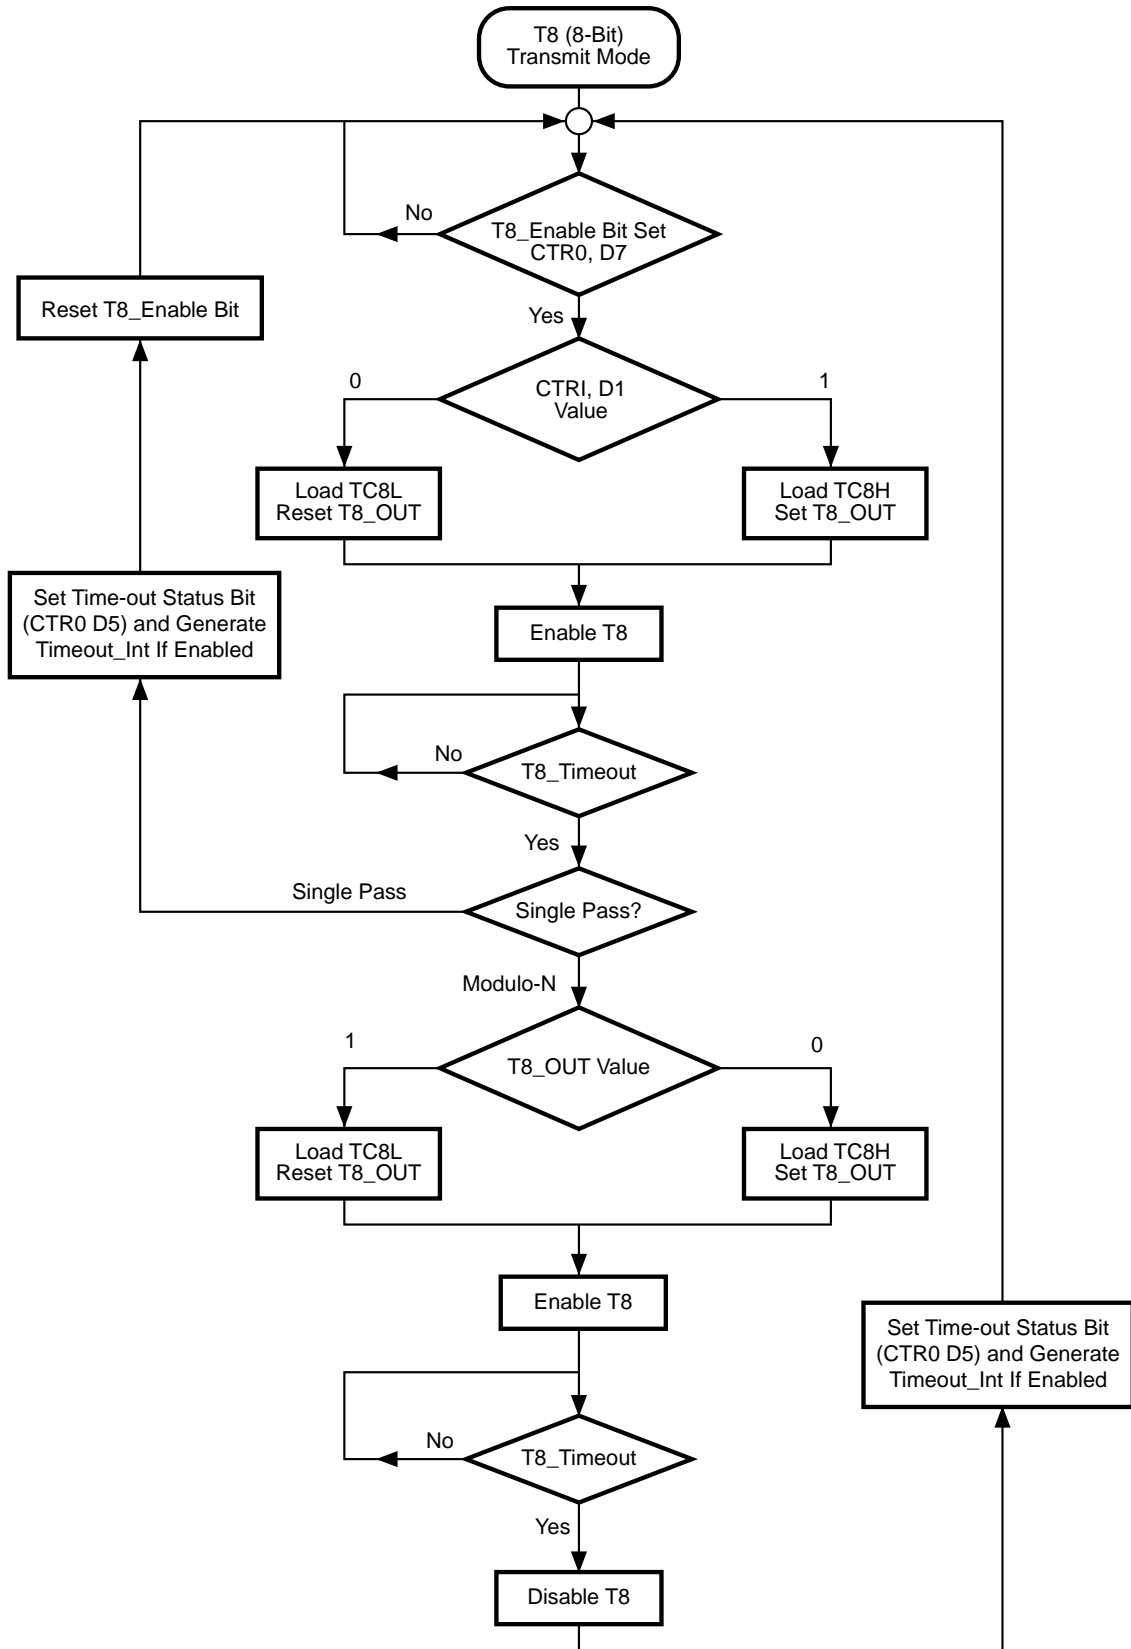 T8 (8-Bit)
Transmit Mode
No
T8_Enable Bit Set
CTR0, D7
Reset T8_Enable Bit
Yes
0
CTRI, D1
Value
1
Load TC8L
Reset T8_OUT
Load TC8H
Set T8_OUT
Set Time-out Status Bit
(CTR0 D5) and Generate
Timeout_Int If Enabled
Enable T8
No
T8_Timeout
Yes
Single Pass
Single Pass?
Modulo-N
1
T8_OUT Value
0
Load TC8L
Reset T8_OUT
Load TC8H
Set T8_OUT
Enable T8
Set Time-out Status Bit
(CTR0 D5) and Generate
Timeout_Int If Enabled
No
T8_Timeout
Yes
Disable T8